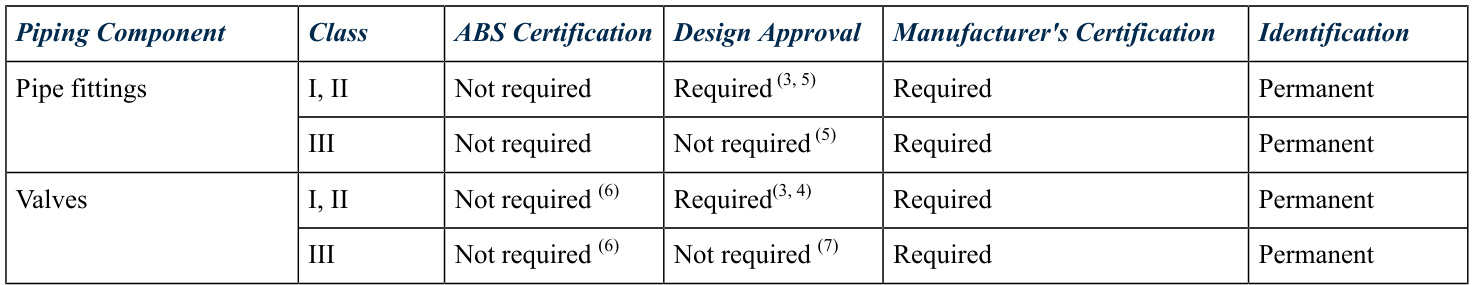 Piping Component Class ABS Certification Design Approval Manufacturer's Certification Identification
Pipe fittings I, II Not required Required (3, 5) Required Permanent
III Not required Not required (5) Required Permanent
Valves I, II Not required (6) Required(3, 4) Required Permanent
III Not required (6) Not required (7) Required Permanent